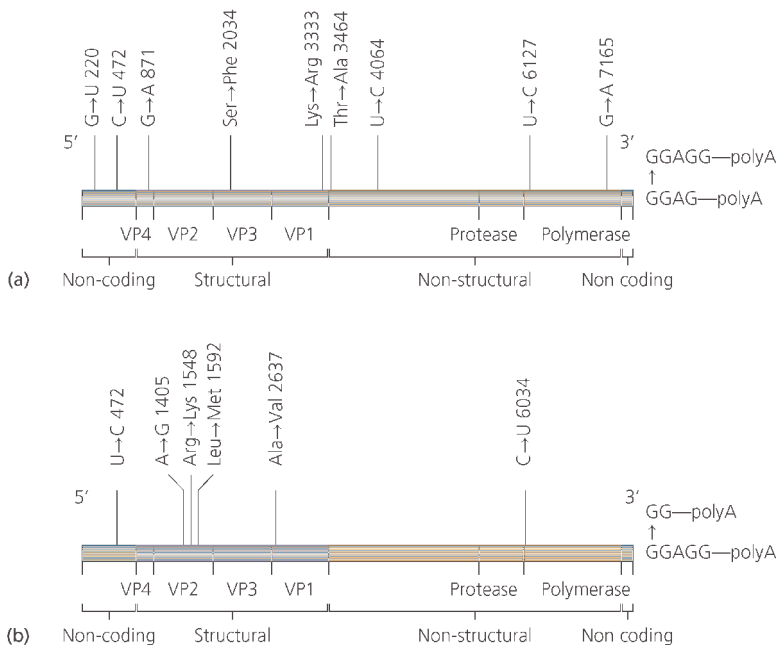 G→U 220
C→U 472
G→A 871
Ser→Phe 2034
Lys→Arg 3333
Thr→Ala 3464
U→C 4064
U→C 6127
G→A 7165
5′
3′
GGAGG—polyA
↑
GGAG—polyA
VP4 VP2 VP3 VP1 Protease Polymerase
(a) Non-coding Structural Non-structural Non coding
U→C 472
A→G 1405
Arg→Lys 1548
Leu→Met 1592
Ala→Val 2637
C→U 6034
5′
3′
GG—polyA
↑
GGAGG—polyA
VP4 VP2 VP3 VP1 Protease Polymerase
(b) Non-coding Structural Non-structural Non coding